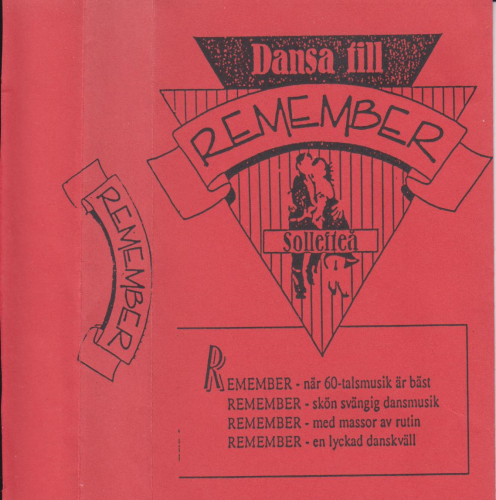 Dansa till
REMEMBER
Sollefteå
REMEMBER
REMEMBER - når 60-talsmusik är bäst
REMEMBER - skön svängig dansmusik
REMEMBER - med massor av rutin
REMEMBER - en lyckad danskväll